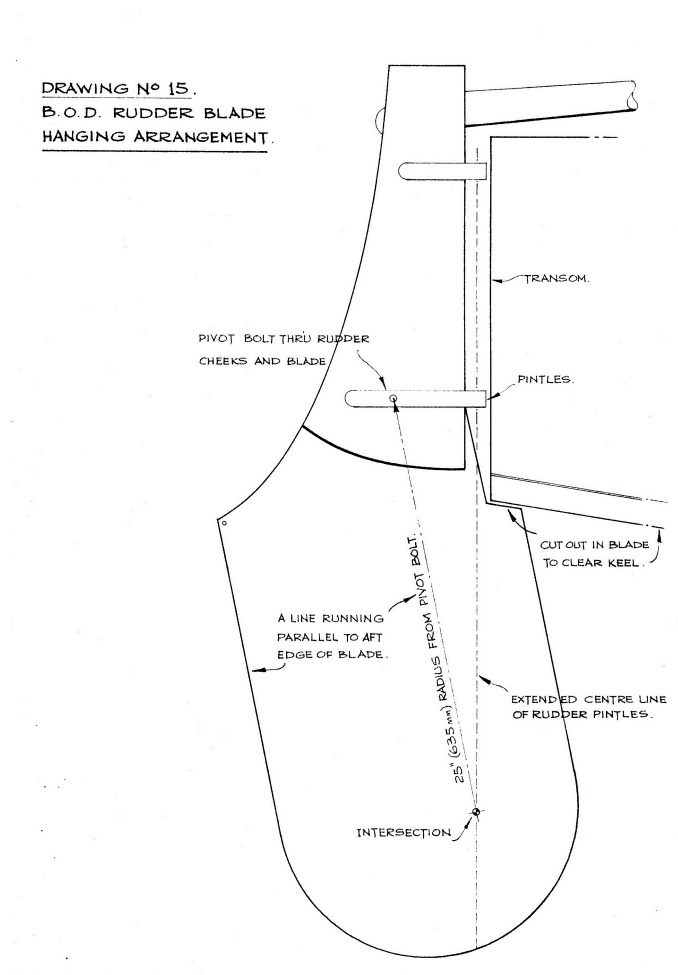 DRAWING Nº 15.
B.O.D. RUDDER BLADE
HANGING ARRANGEMENT.
TRANSOM.
PIVOT BOLT THRU RUDDER
CHEEKS AND BLADE
PINTLES.
CUT OUT IN BLADE
TO CLEAR KEEL.
25" (635mm) RADIUS FROM PIVOT BOLT.
A LINE RUNNING
PARALLEL TO AFT
EDGE OF BLADE.
EXTENDED CENTRE LINE
OF RUDDER PINTLES.
INTERSECTION